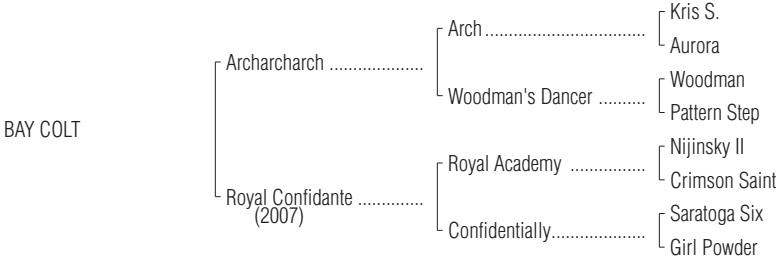 Kris S.
Arch ................................
Aurora
Archarcharch ....................
Woodman
Woodman's Dancer ..........
Pattern Step
BAY COLT
Nijinsky II
Royal Academy ................
Crimson Saint
Royal Confidante ..............
(2007)
Saratoga Six
Confidentially....................
Girl Powder